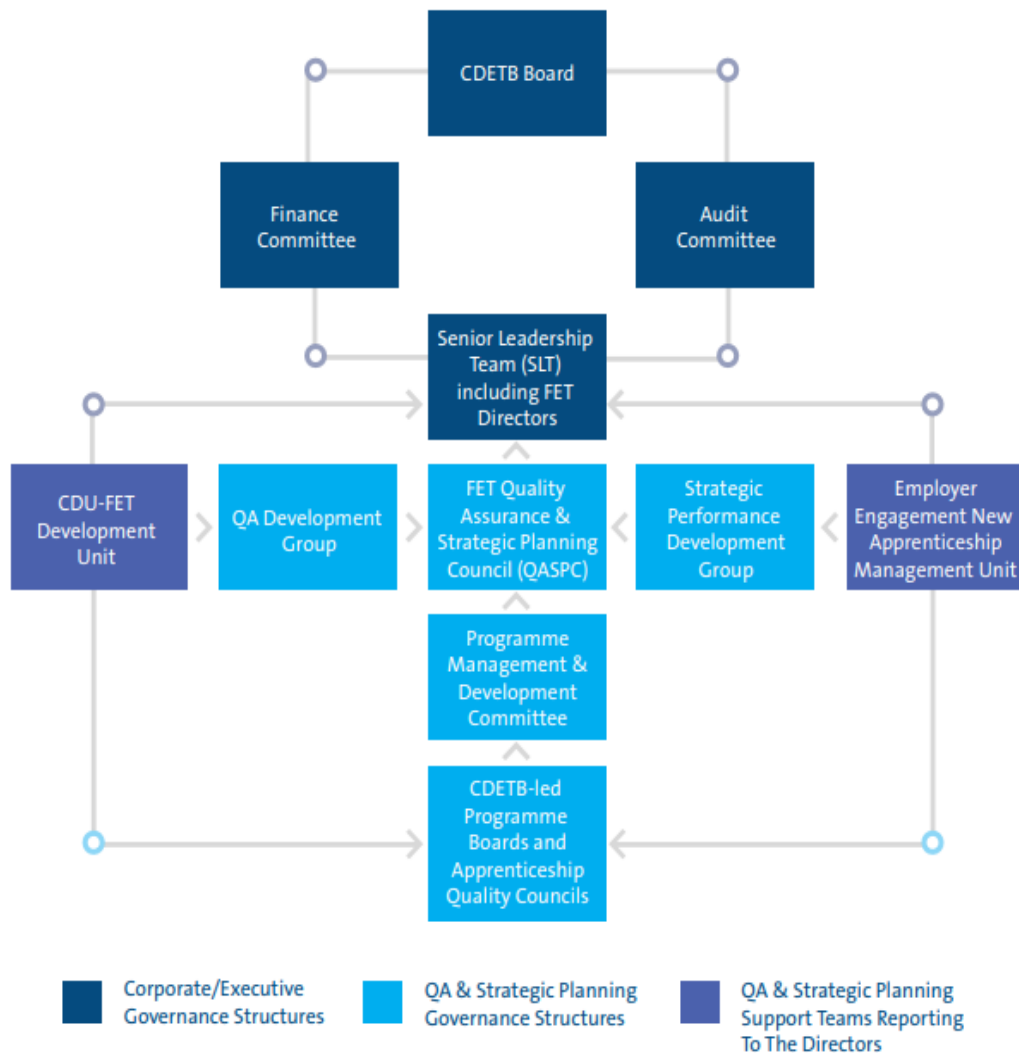 CDETB Board
Finance
Committee
Audit
Committee
Senior Leadership
Team (SLT)
including FET
Directors
CDU-FET
Development
Unit
QA Development
Group
FET Quality
Assurance &
Strategic Planning
Council (QASPC)
Strategic
Performance
Development
Group
Employer
Engagement New
Apprenticeship
Management Unit
Programme
Management &
Development
Committee
CDETB-led
Programme
Boards and
Apprenticeship
Quality Councils
Corporate/Executive
Governance Structures
QA & Strategic Planning
Governance Structures
QA & Strategic Planning
Support Teams Reporting
To The Directors